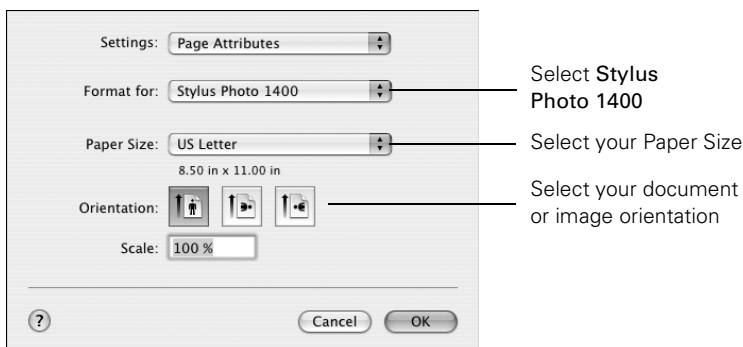 Settings: Page Attributes
Format for: Stylus Photo 1400
Select Stylus
Photo 1400
Paper Size: US Letter
Select your Paper Size
8.50 in x 11.00 in
Orientation:
Select your document
or image orientation
Scale: 100 %
?
Cancel
OK